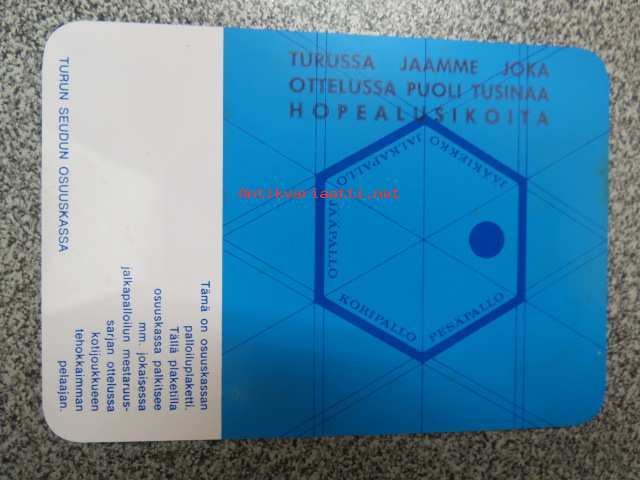 TURUSSA JAAMME JOKA
OTTELUSSA PUOLI TUSINAA
HOPEALUSIKOITA
JALKAPALLO
JÄÄKIEKKO
JÄÄPALLO
KORIPALLO
PESÄPALLO
Antikvariaatti.net
Tämä on osuuskassan
palloiluplaketti.
Tällä plaketilla
osuuskassa palkitsee
mm. jokaisessa
jalkapalloilun mestaruus-
sarjan ottelussa
kotijoukkueen
tehokkaimman
pelaajan.
TURUN SEUDUN OSUUSKASSA